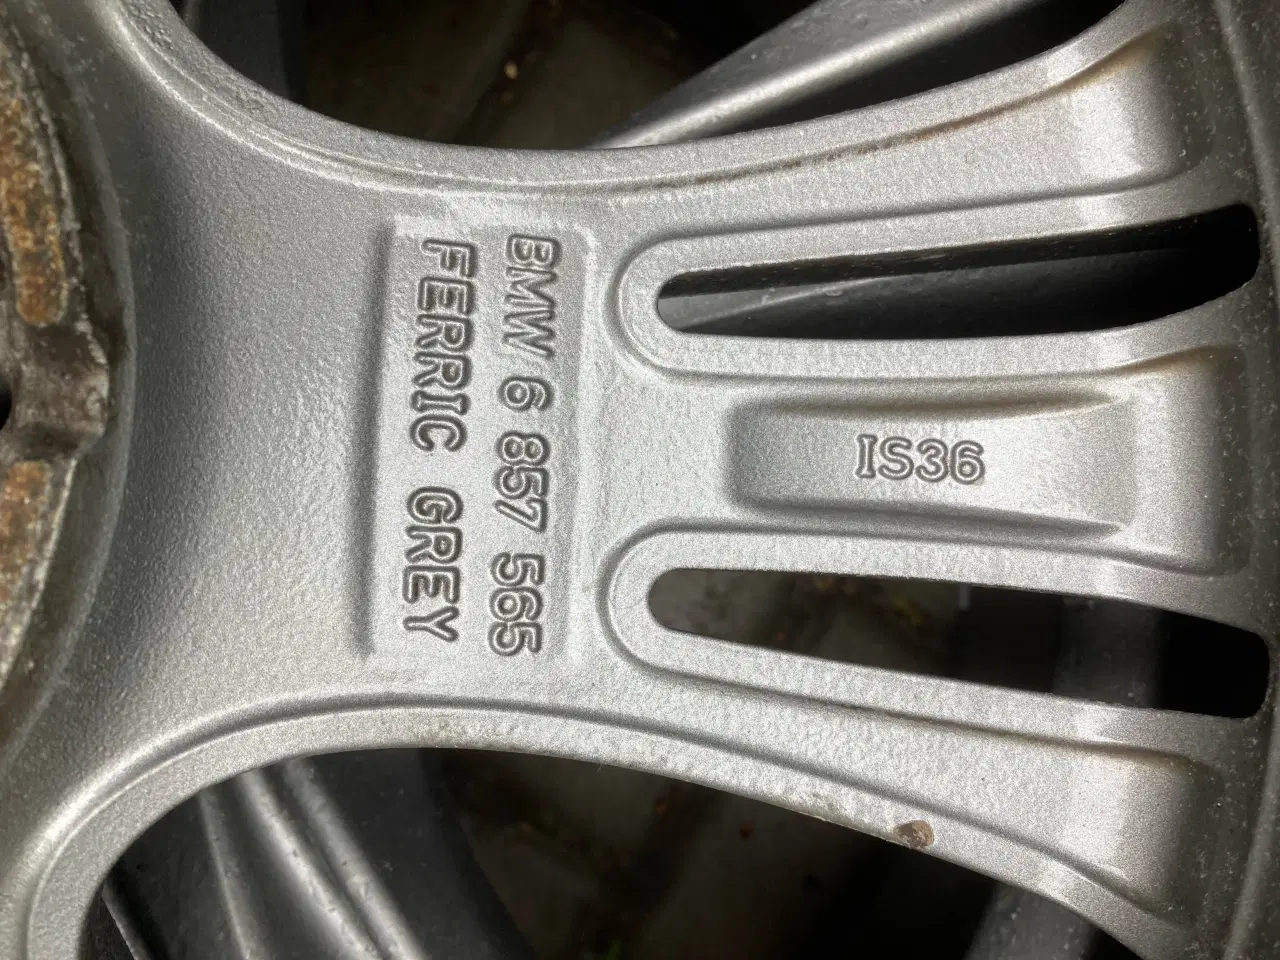 BMW 6 857 565
FERRIC GREY
IS36